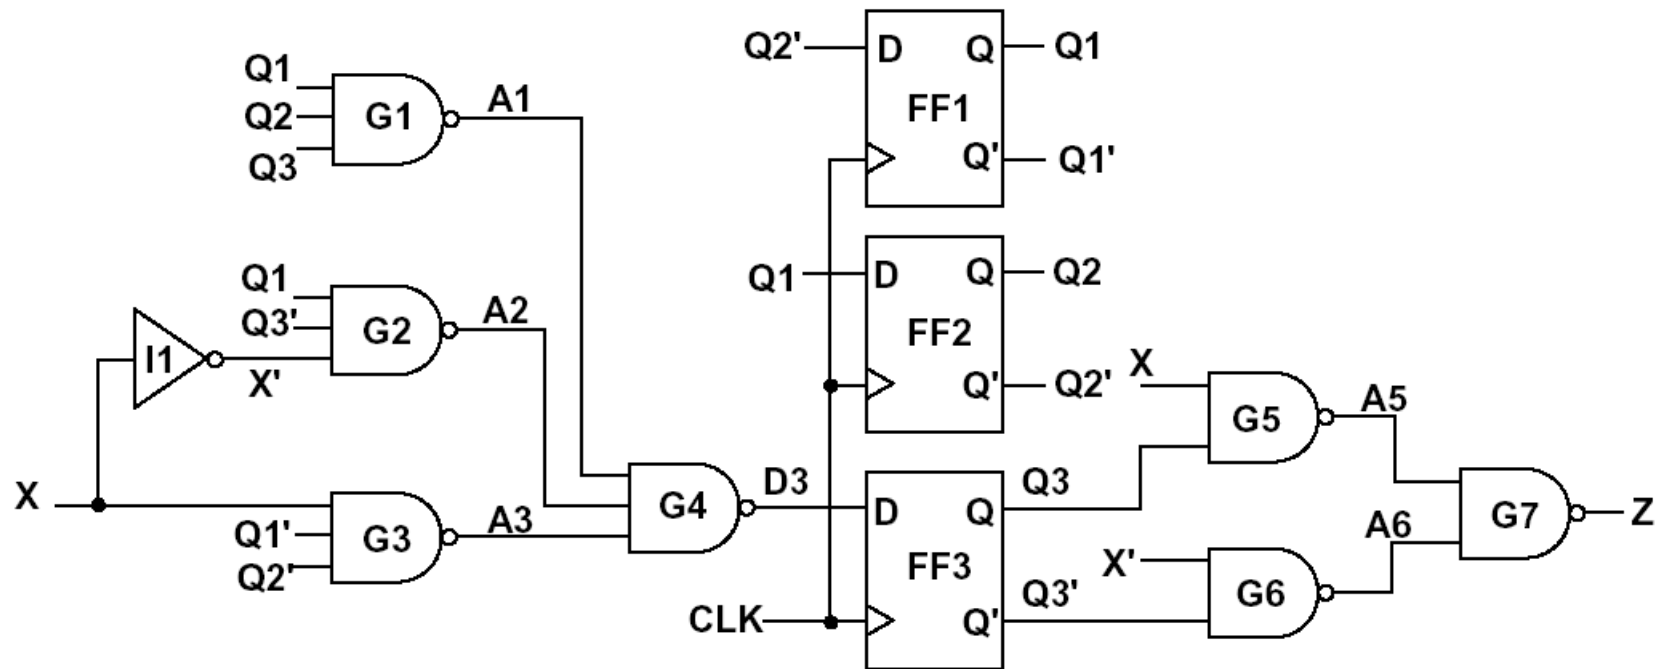 Q2' D Q Q1
Q1
Q2 G1 A1
Q3
FF1
Q' Q1'
Q1 D Q Q2
Q1
Q3' G2 A2
I1
X'
FF2
X
Q' Q2'
G5 A5
X
D3
Q3
G4
D Q
G7 Z
Q1' G3 A3
Q2'
A6
FF3
X'
Q3'
G6
CLK
Q'